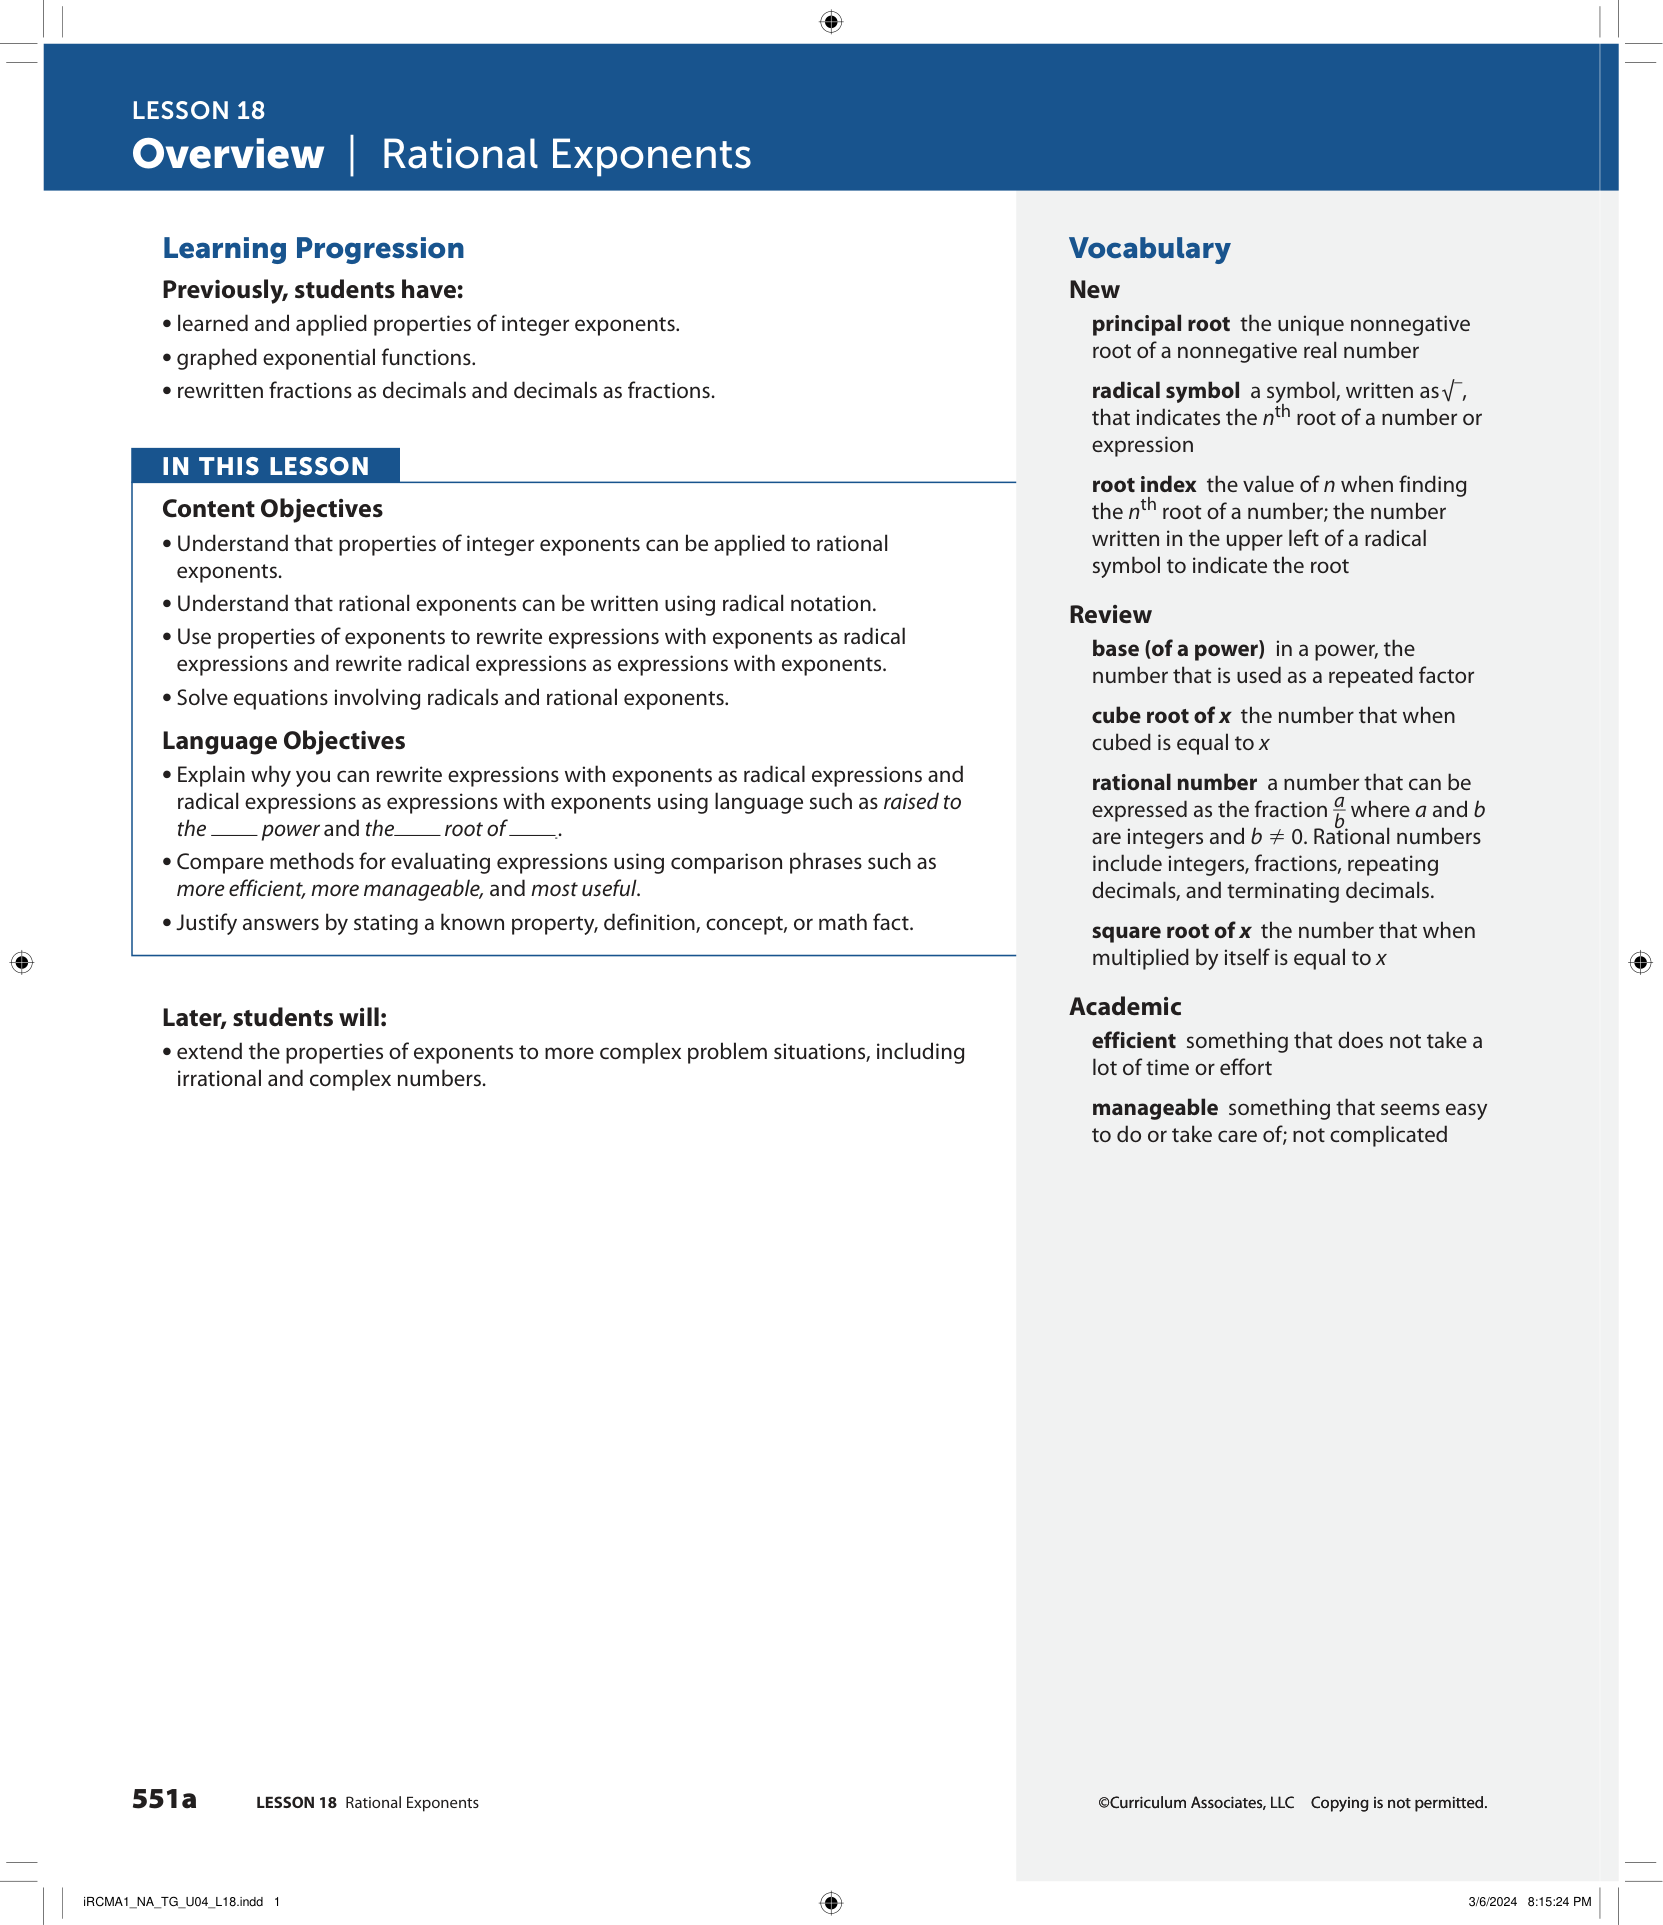 LESSON 18
Overview | Rational Exponents
Learning Progression
Previously, students have:
• learned and applied properties of integer exponents.
• graphed exponential functions.
• rewritten fractions as decimals and decimals as fractions.
IN THIS LESSON
Content Objectives
• Understand that properties of integer exponents can be applied to rational
exponents.
• Understand that rational exponents can be written using radical notation.
• Use properties of exponents to rewrite expressions with exponents as radical
expressions and rewrite radical expressions as expressions with exponents.
• Solve equations involving radicals and rational exponents.
Language Objectives
• Explain why you can rewrite expressions with exponents as radical expressions and
radical expressions as expressions with exponents using language such as raised to
the ____ power and the____ root of ____.
• Compare methods for evaluating expressions using comparison phrases such as
more efficient, more manageable, and most useful.
• Justify answers by stating a known property, definition, concept, or math fact.
Later, students will:
• extend the properties of exponents to more complex problem situations, including
irrational and complex numbers.
Vocabulary
New
principal root the unique nonnegative
root of a nonnegative real number
radical symbol a symbol, written as √‾,
that indicates the nth root of a number or
expression
root index the value of n when finding
the nth root of a number; the number
written in the upper left of a radical
symbol to indicate the root
Review
base (of a power) in a power, the
number that is used as a repeated factor
cube root of x the number that when
cubed is equal to x
rational number a number that can be
expressed as the fraction a/b where a and b
are integers and b ≠ 0. Rational numbers
include integers, fractions, repeating
decimals, and terminating decimals.
square root of x the number that when
multiplied by itself is equal to x
Academic
efficient something that does not take a
lot of time or effort
manageable something that seems easy
to do or take care of; not complicated
551a LESSON 18 Rational Exponents
©Curriculum Associates, LLC Copying is not permitted.
iRCMA1_NA_TG_U04_L18.indd 1
3/6/2024 8:15:24 PM